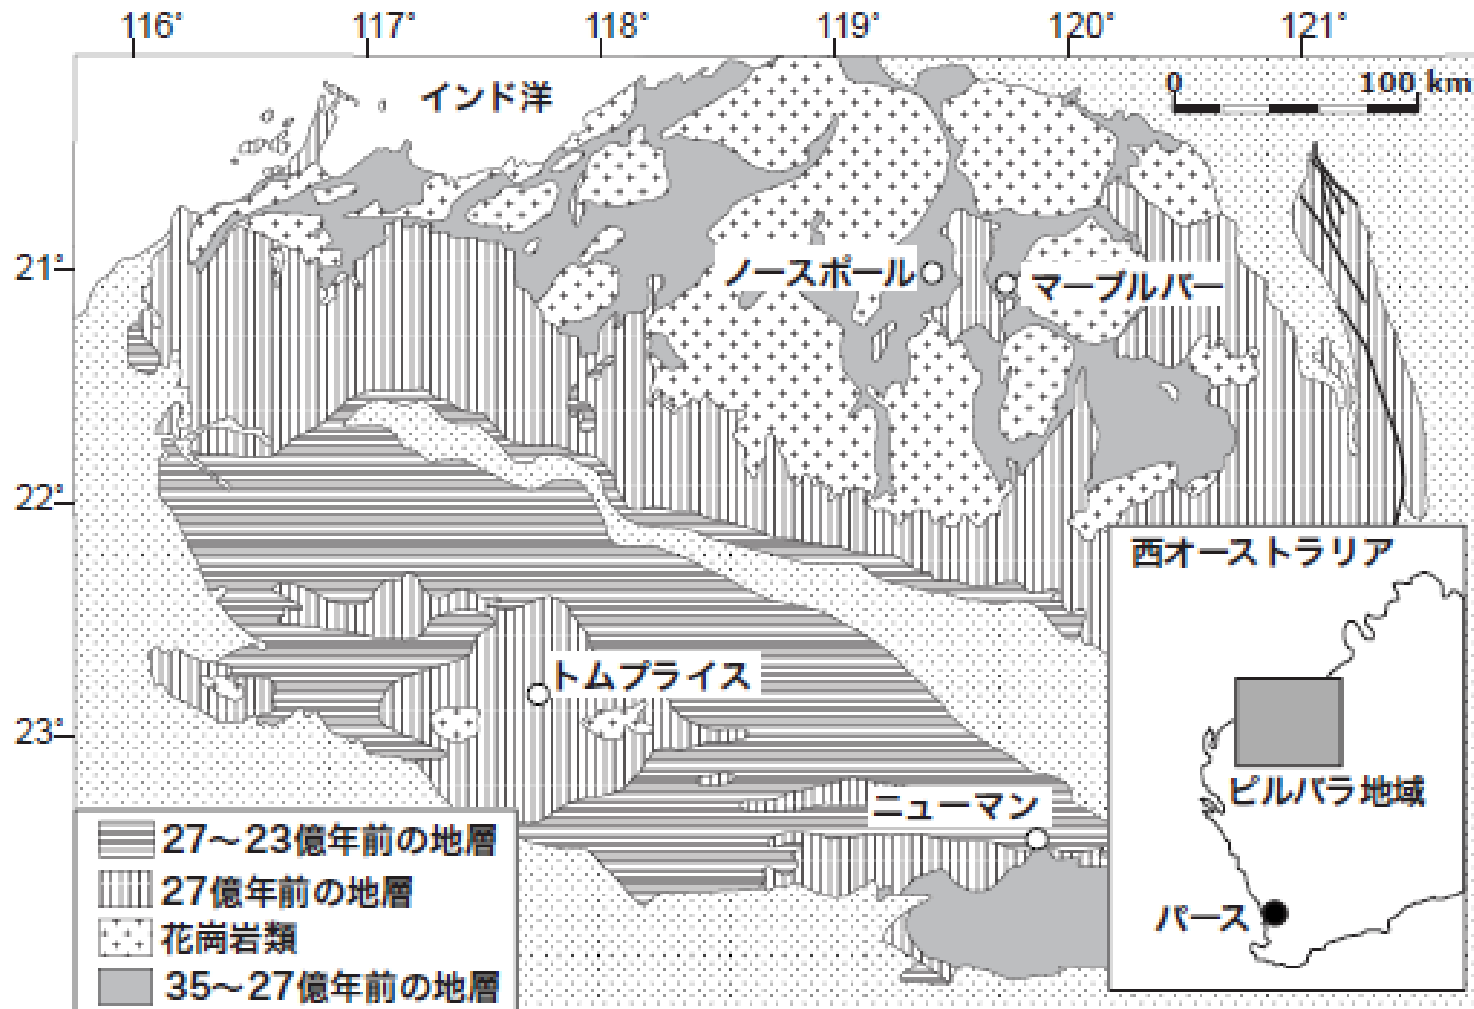 116° 117° 118° 119° 120° 121°
インド洋
0 100 km
21°
ノースポール
マーブルバー
22°
西オーストラリア
トムプライス
23°
ピルバラ地域
ニューマン
27～23億年前の地層
27億年前の地層
パース
花崗岩類
35～27億年前の地層